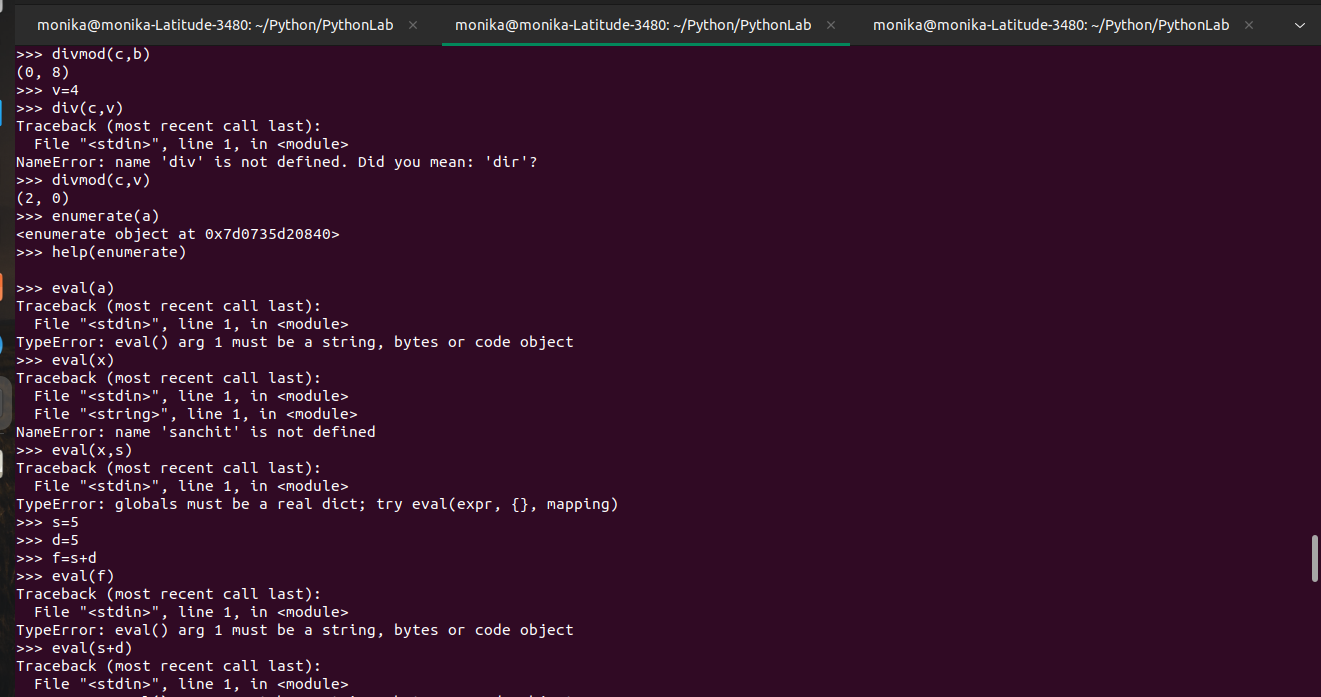 monika@monika-Latitude-3480: ~/Python/PythonLab
monika@monika-Latitude-3480: ~/Python/PythonLab
monika@monika-Latitude-3480: ~/Python/PythonLab
>>> divmod(c,b)
(0, 8)
>>> v=4
>>> div(c,v)
Traceback (most recent call last):
  File "<stdin>", line 1, in <module>
NameError: name 'div' is not defined. Did you mean: 'dir'?
>>> divmod(c,v)
(2, 0)
>>> enumerate(a)
<enumerate object at 0x7d0735d20840>
>>> help(enumerate)

>>> eval(a)
Traceback (most recent call last):
  File "<stdin>", line 1, in <module>
TypeError: eval() arg 1 must be a string, bytes or code object
>>> eval(x)
Traceback (most recent call last):
  File "<stdin>", line 1, in <module>
  File "<string>", line 1, in <module>
NameError: name 'sanchit' is not defined
>>> eval(x,s)
Traceback (most recent call last):
  File "<stdin>", line 1, in <module>
TypeError: globals must be a real dict; try eval(expr, {}, mapping)
>>> s=5
>>> d=5
>>> f=s+d
>>> eval(f)
Traceback (most recent call last):
  File "<stdin>", line 1, in <module>
TypeError: eval() arg 1 must be a string, bytes or code object
>>> eval(s+d)
Traceback (most recent call last):
  File "<stdin>", line 1, in <module>